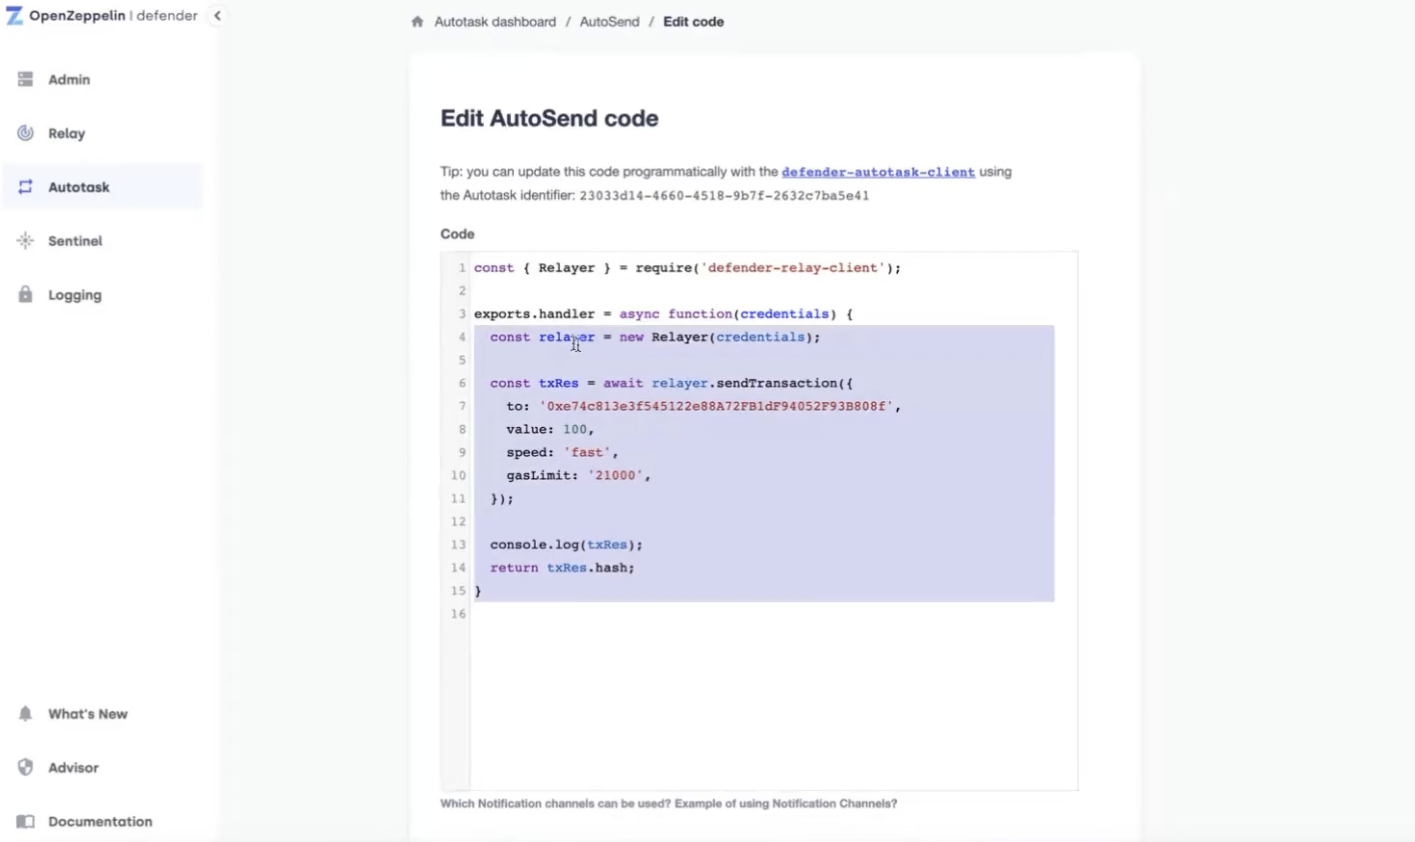 OpenZeppelin | defender
Admin
Relay
Autotask
Sentinel
Logging
What's New
Advisor
Documentation
Autotask dashboard / AutoSend / Edit code
Edit AutoSend code
Tip: you can update this code programmatically with the defender-autotask-client using
the Autotask identifier: 23033d14-4660-4518-9b7f-2632c7ba5e41
Code
1 const { Relayer } = require('defender-relay-client');
2
3 exports.handler = async function(credentials) {
4 const relayer = new Relayer(credentials);
5
6 const txRes = await relayer.sendTransaction({
7 to: '0xe74c813e3f545122e88A72FB1dF94052F93B808f',
8 value: 100,
9 speed: 'fast',
10 gasLimit: '21000',
11 });
12
13 console.log(txRes);
14 return txRes.hash;
15 }
16
Which Notification channels can be used? Example of using Notification Channels?